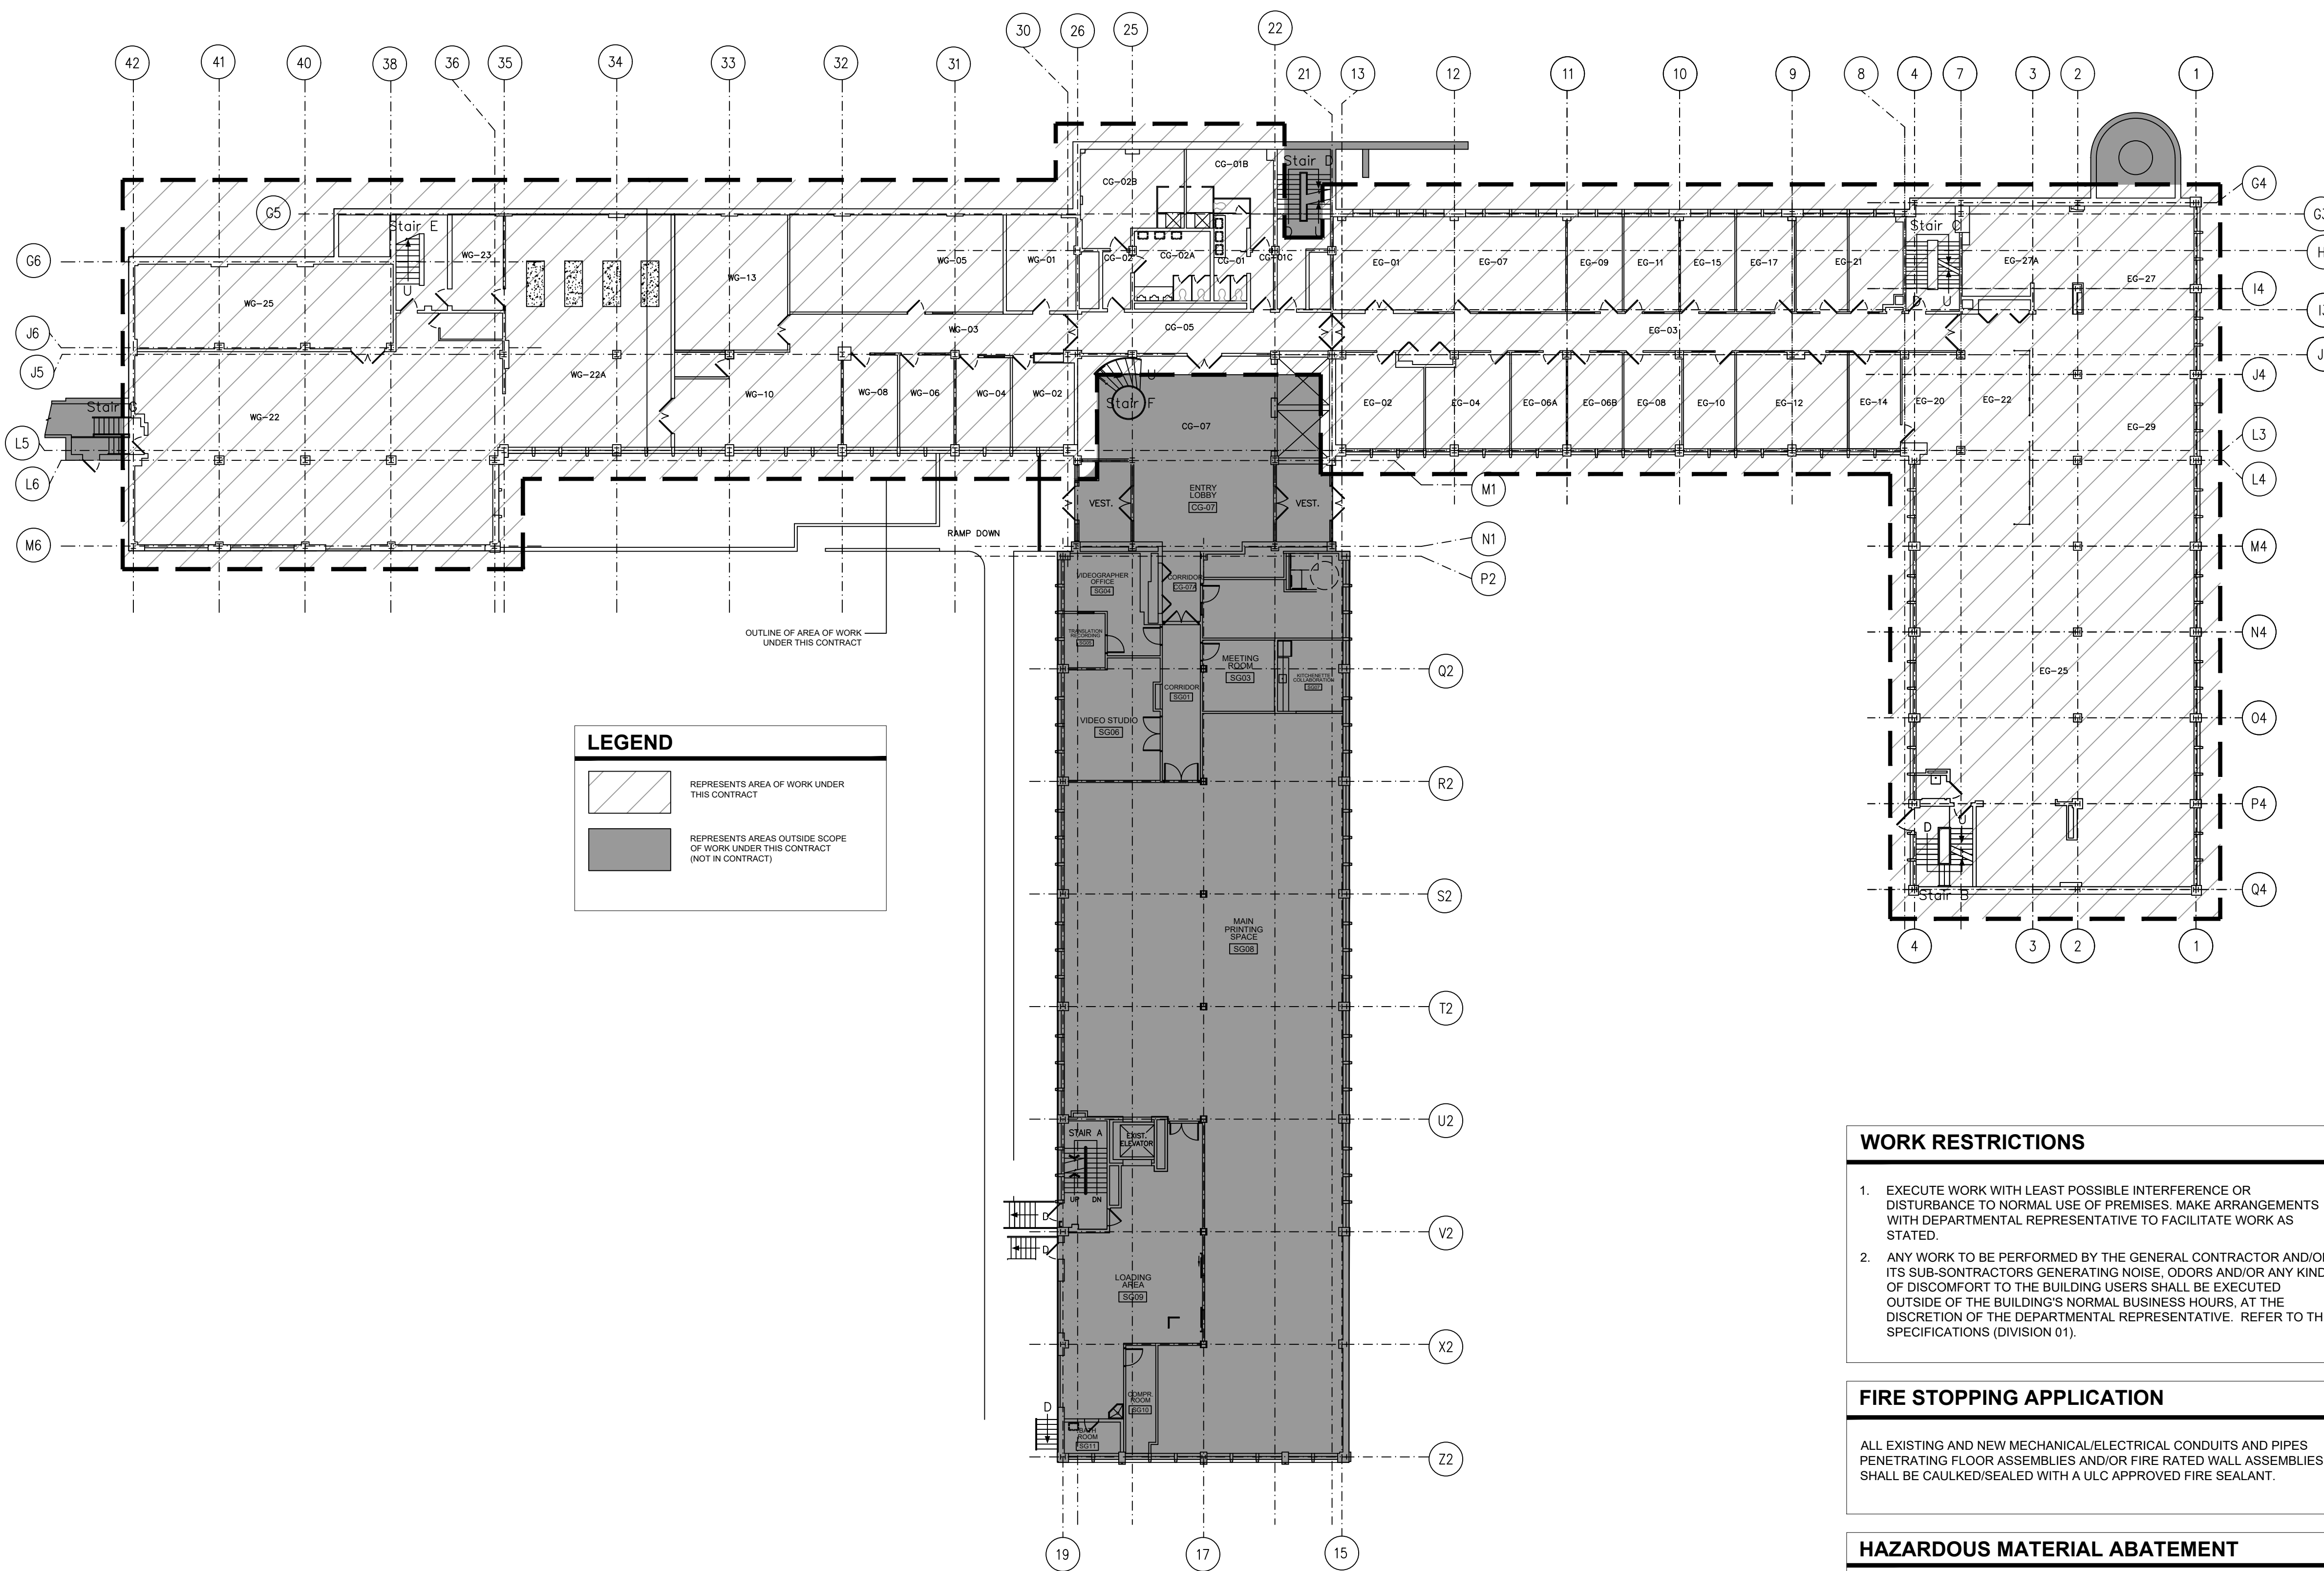 30
26
25
22
42
41
40
38
36
35
34
33
32
31
21
13
12
11
10
9
8
4
7
3
2
1
CG-01B
Stair D
CG-02B
G4
G5
Stair E
Stair C
G6
WG-23
WG-13
WG-05
WG-01
CG-02
CG-02A
CG-01
CG-01C
EG-01
EG-07
EG-09
EG-11
EG-15
EG-17
EG-21
EG-27A
EG-27
I4
WG-25
U
D
U
J6
WG-03
CG-05
EG-03
J5
WG-22A
J4
U
WG-10
WG-08
WG-06
WG-04
WG-02
Stair F
EG-02
EG-04
EG-06A
EG-06B
EG-08
EG-10
EG-12
EG-14
EG-20
EG-22
Stair G
WG-22
CG-07
EG-29
L5
L3
L6
L4
M1
ENTRY
LOBBY
CG-07
VEST.
VEST.
M6
RAMP DOWN
N1
M4
P2
VIDEOGRAPHER
OFFICE
SG04
CORRIDOR
CG-07A
OUTLINE OF AREA OF WORK
UNDER THIS CONTRACT
TRANSLATION
RECORDING
SG05
N4
MEETING
ROOM
SG03
KITCHENETTE
COLLABORATION
Q2
EG-25
CORRIDOR
SG01
VIDEO STUDIO
SG06
O4
LEGEND
REPRESENTS AREA OF WORK UNDER
THIS CONTRACT
REPRESENTS AREAS OUTSIDE SCOPE
OF WORK UNDER THIS CONTRACT
(NOT IN CONTRACT)
R2
P4
D
U
S2
Q4
Stair B
MAIN
PRINTING
SPACE
SG08
4
3
2
1
T2
U2
STAIR A
EXIST.
ELEVATOR
UP
DN
D
D
V2
LOADING
AREA
SG09
X2
COMPR.
ROOM
SG10
D
BATH
ROOM
SG11
Z2
19
17
15
WORK RESTRICTIONS
1. EXECUTE WORK WITH LEAST POSSIBLE INTERFERENCE OR
DISTURBANCE TO NORMAL USE OF PREMISES. MAKE ARRANGEMENTS
WITH DEPARTMENTAL REPRESENTATIVE TO FACILITATE WORK AS
STATED.
2. ANY WORK TO BE PERFORMED BY THE GENERAL CONTRACTOR
ITS SUB-SONTRACTORS GENERATING NOISE, ODORS AND/OR ANY KIND
OF DISCOMFORT TO THE BUILDING USERS SHALL BE EXECUTED
OUTSIDE OF THE BUILDING'S NORMAL BUSINESS HOURS, AT THE
DISCRETION OF THE DEPARTMENTAL REPRESENTATIVE. REFER TO
SPECIFICATIONS (DIVISION 01).
FIRE STOPPING APPLICATION
ALL EXISTING AND NEW MECHANICAL/ELECTRICAL CONDUITS AND PIPES
PENETRATING FLOOR ASSEMBLIES AND/OR FIRE RATED WALL ASSEMBLIES
SHALL BE CAULKED/SEALED WITH A ULC APPROVED FIRE SEALANT.
HAZARDOUS MATERIAL ABATEMENT